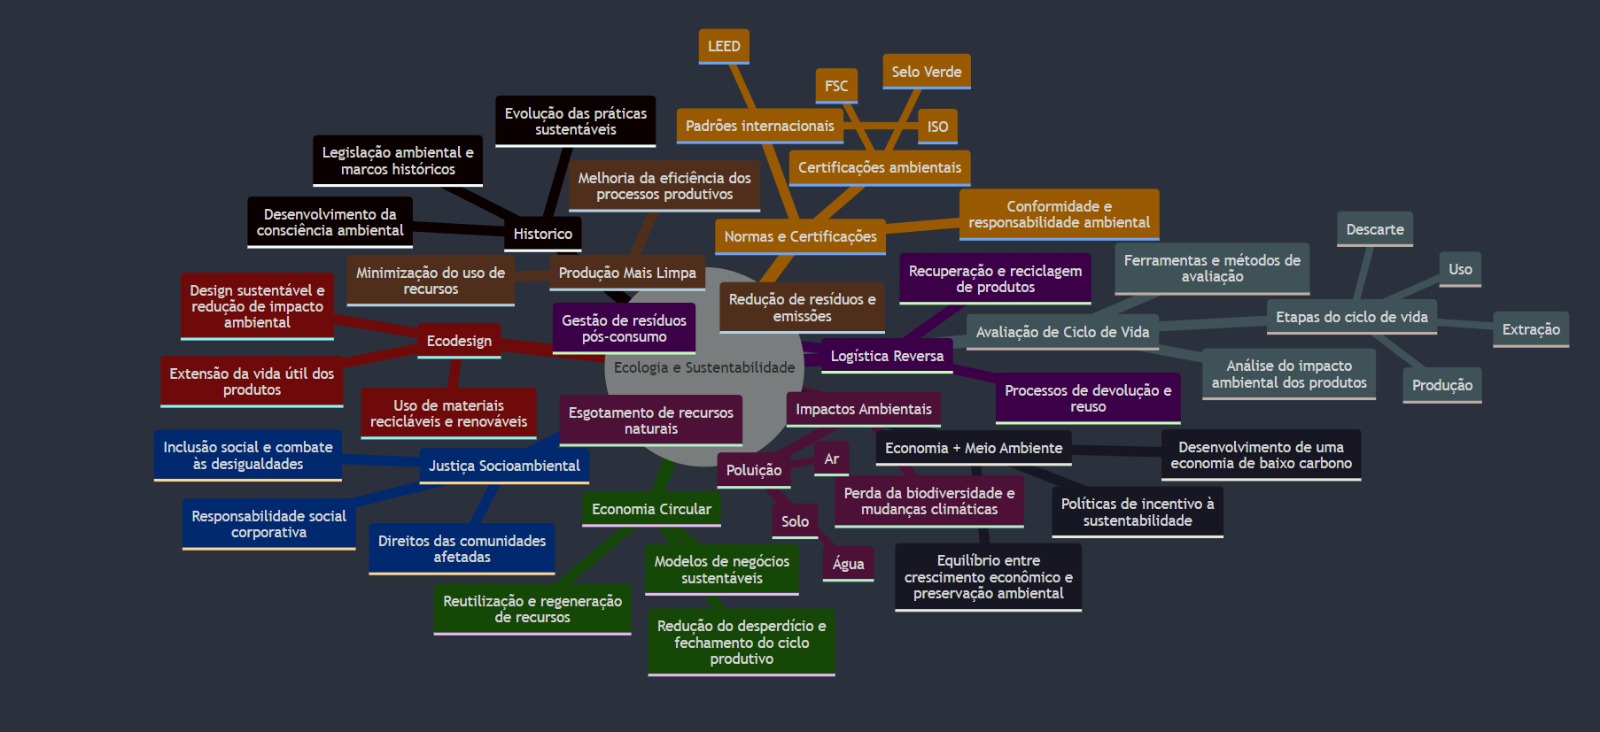 LEED
FSC
Selo Verde
Padrões internacionais
ISO
Certificações ambientais
Evolução das práticas
sustentáveis
Legislação ambiental e
marcos históricos
Desenvolvimento da
consciência ambiental
Historico
Melhoria da eficiência dos
processos produtivos
Normas e Certificações
Conformidade e
responsabilidade ambiental
Minimização do uso de
recursos
Produção Mais Limpa
Redução de resíduos e
emissões
Recuperação e reciclagem
de produtos
Ferramentas e métodos de
avaliação
Descarte
Uso
Etapas do ciclo de vida
Extração
Produção
Avaliação de Ciclo de Vida
Análise do impacto
ambiental dos produtos
Design sustentável e
redução de impacto
ambiental
Ecodesign
Gestão de resíduos
pós-consumo
Logística Reversa
Ecologia e Sustentabilidade
Extensão da vida útil dos
produtos
Uso de materiais
recicláveis e renováveis
Processos de devolução e
reuso
Esgotamento de recursos
naturais
Impactos Ambientais
Inclusão social e combate
às desigualdades
Justiça Socioambiental
Poluição
Ar
Economia + Meio Ambiente
Desenvolvimento de uma
economia de baixo carbono
Responsabilidade social
corporativa
Direitos das comunidades
afetadas
Economia Circular
Solo
Perda da biodiversidade e
mudanças climáticas
Políticas de incentivo à
sustentabilidade
Modelos de negócios
sustentáveis
Água
Equilíbrio entre
crescimento econômico e
preservação ambiental
Reutilização e regeneração
de recursos
Redução do desperdício e
fechamento do ciclo
produtivo